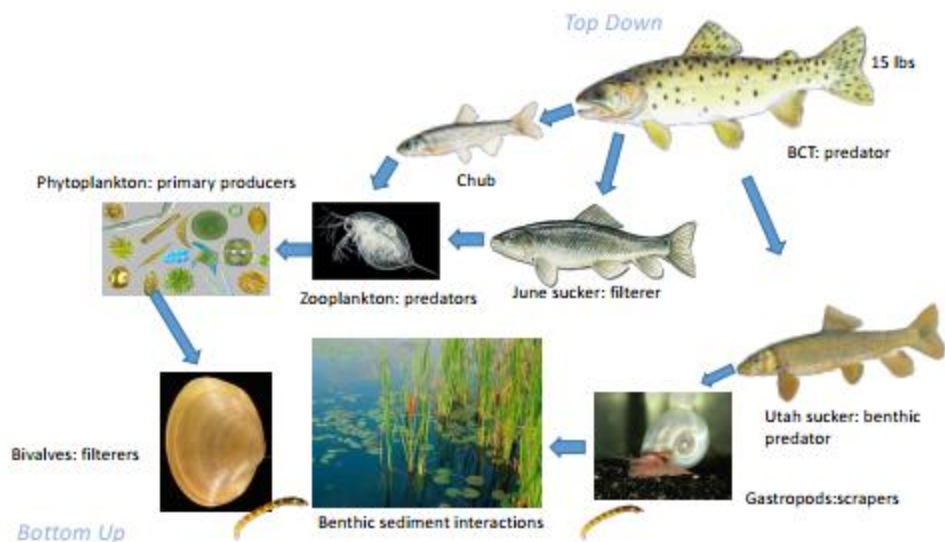 Top Down
15 lbs
BCT: predator
Chub
Phytoplankton: primary producers
Zooplankton: predators
June sucker: filterer
Utah sucker: benthic
predator
Bivalves: filterers
Gastropods:scrapers
Benthic sediment interactions
Bottom Up